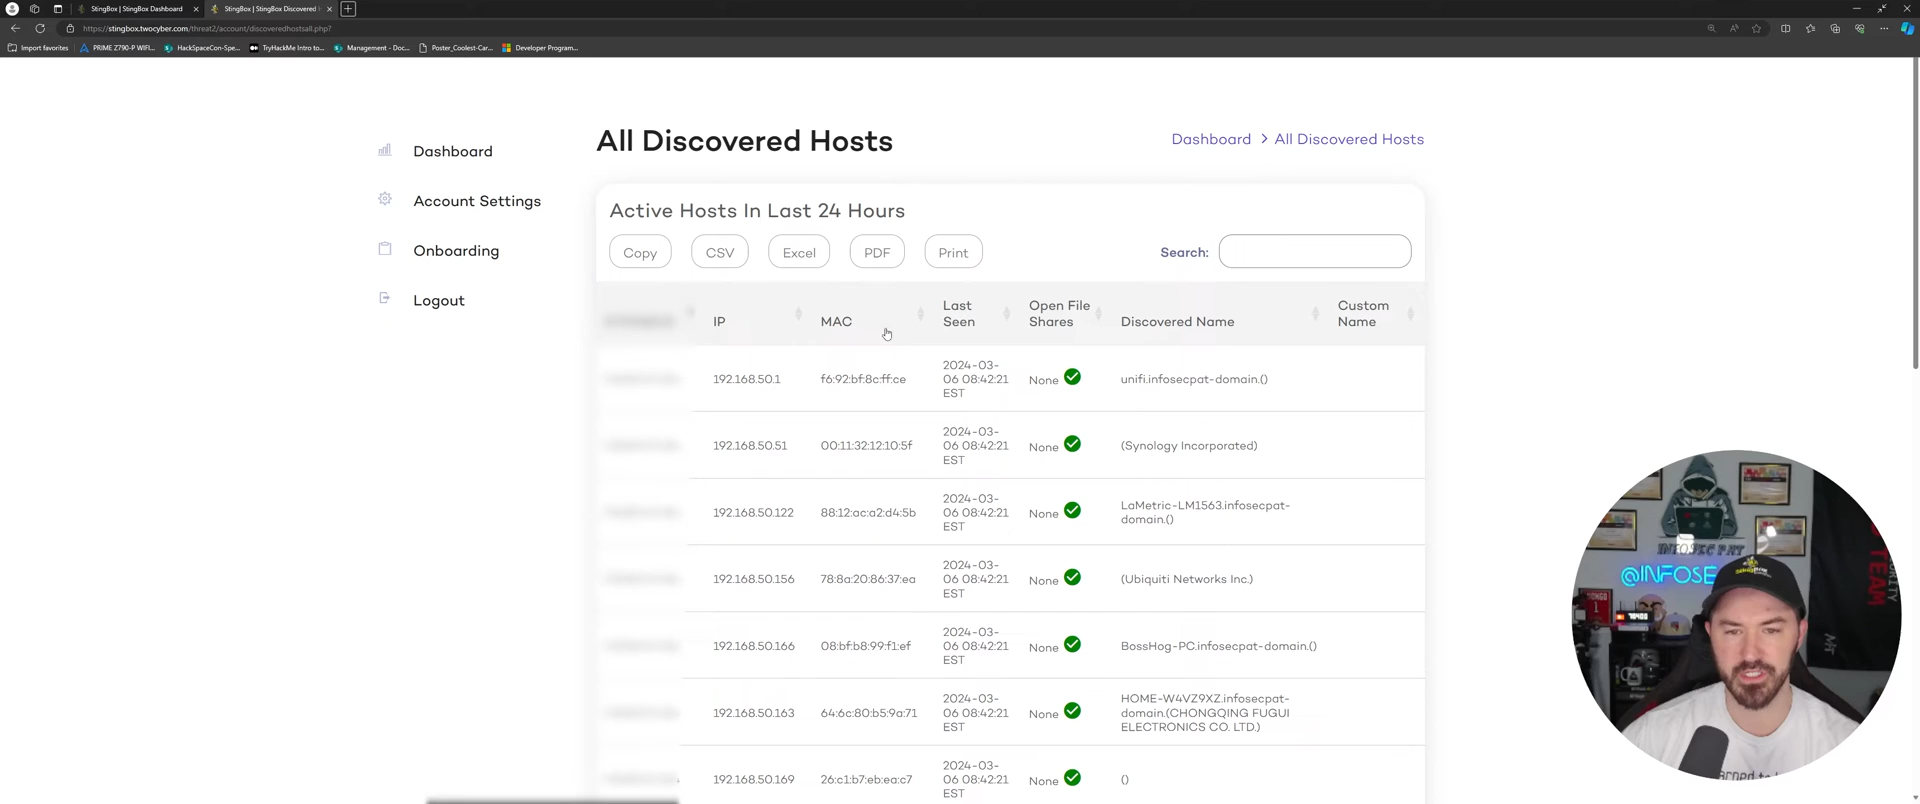 StingBox | StingBox Dashboard
StingBox | StingBox Discovered H
https://stingbox.twocyber.com/threat2/account/discoveredhostsall.php?
Import favorites
PRIME Z790-P WIFI...
HackSpaceCon-Spe...
TryHackMe Intro to...
Management - Doc...
Poster_Coolest-Car...
Developer Program...
Dashboard
Account Settings
Onboarding
Logout
All Discovered Hosts
Dashboard > All Discovered Hosts
Active Hosts In Last 24 Hours
Copy CSV Excel PDF Print Search:
IP MAC Last Seen Open File Shares Discovered Name Custom Name
192.168.50.1 f6:92:bf:8c:ff:ce 2024-03-06 08:42:21 EST None unifi.infosecpat-domain.()
192.168.50.51 00:11:32:12:10:5f 2024-03-06 08:42:21 EST None (Synology Incorporated)
192.168.50.122 88:12:ac:a2:d4:5b 2024-03-06 08:42:21 EST None LaMetric-LM1563.infosecpat-domain.()
192.168.50.156 78:8a:20:86:37:ea 2024-03-06 08:42:21 EST None (Ubiquiti Networks Inc.)
192.168.50.166 08:bf:b8:99:f1:ef 2024-03-06 08:42:21 EST None BossHog-PC.infosecpat-domain.()
192.168.50.163 64:6c:80:b5:9a:71 2024-03-06 08:42:21 EST None HOME-W4VZ9XZ.infosecpat-domain.(CHONGQING FUGUI ELECTRONICS CO. LTD.)
192.168.50.169 26:c1:b7:eb:ea:c7 2024-03-06 08:42:21 EST None ()
INFOSEC PAT
@INFOSE
TEAM